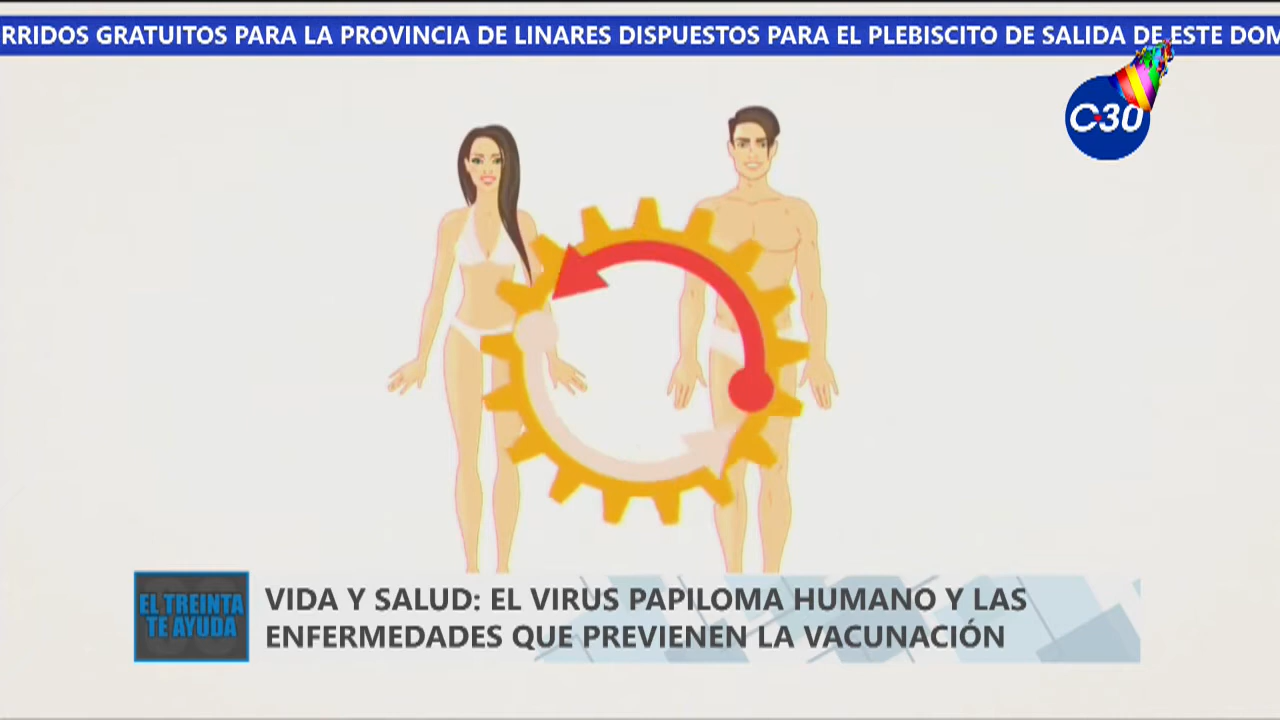 RRIDOS GRATUITOS PARA LA PROVINCIA DE LINARES DISPUESTOS PARA EL PLEBISCITO DE SALIDA DE ESTE DOM
C30
EL TREINTA
TE AYUDA
VIDA Y SALUD: EL VIRUS PAPILOMA HUMANO Y LAS
ENFERMEDADES QUE PREVIENEN LA VACUNACIÓN